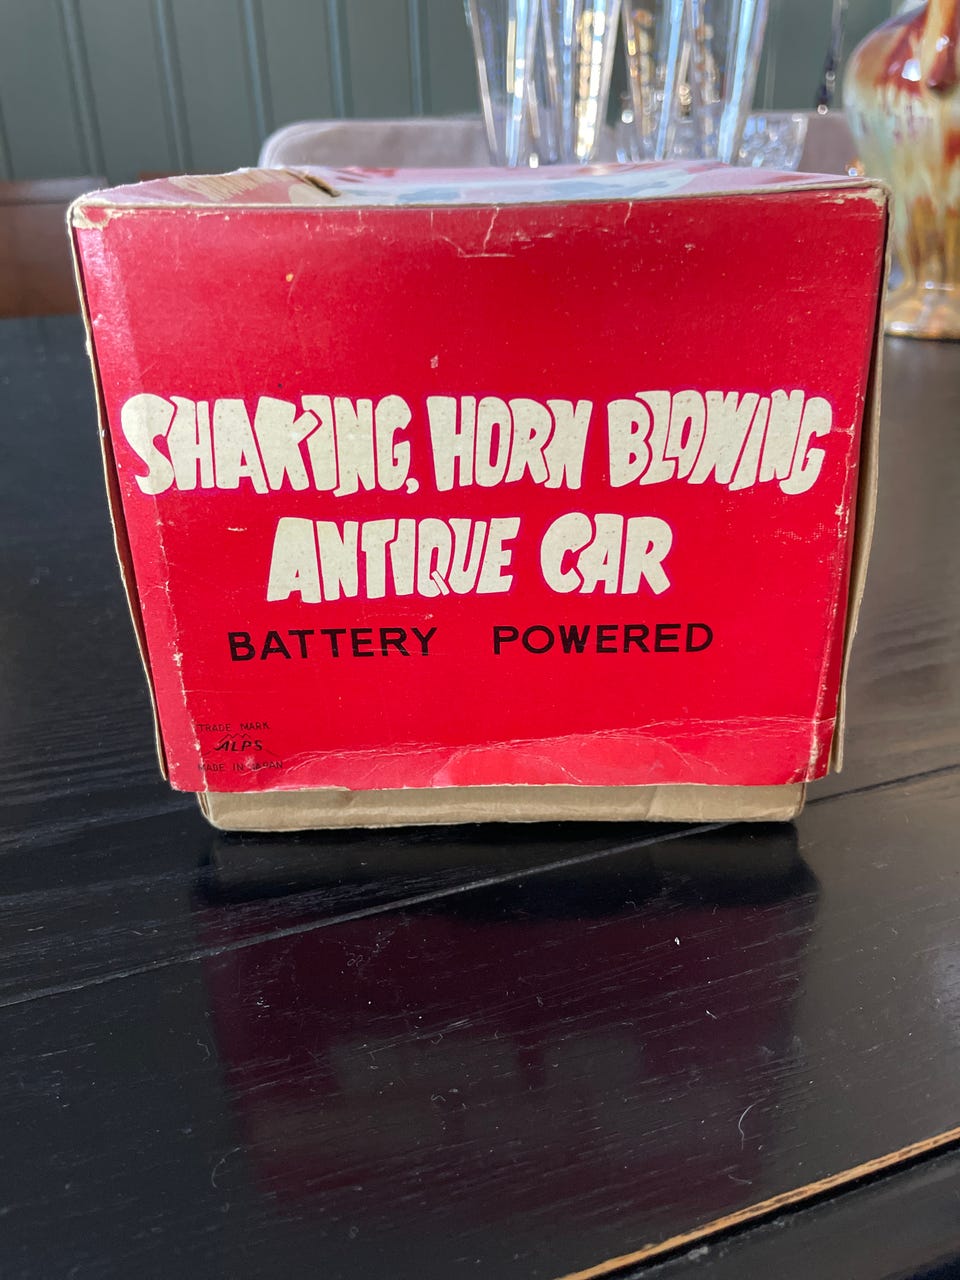 SHAKING, HORN BLOWING
ANTIQUE CAR
BATTERY POWERED
TRADE MARK
ALPS
MADE IN JAPAN